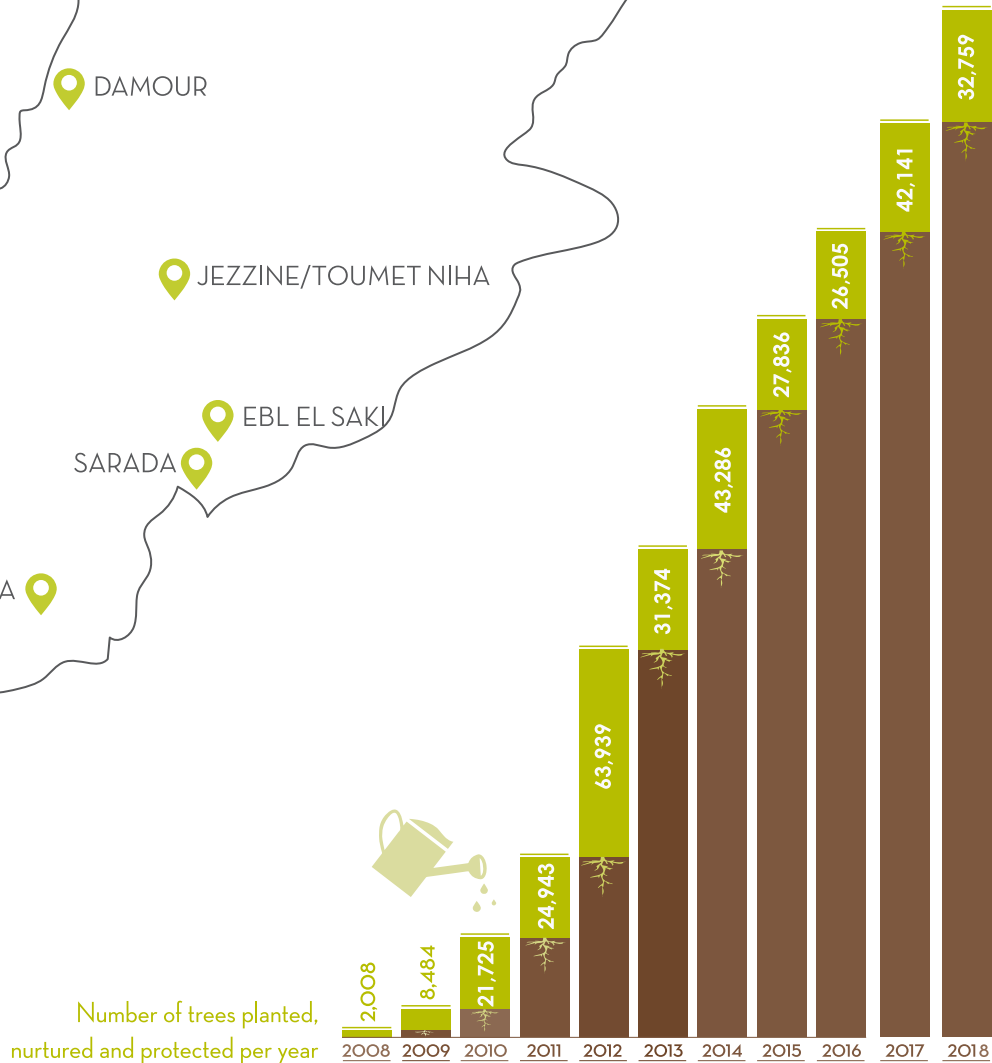 DAMOUR
JEZZINE/TOUMET NIHA
EBL EL SAKI
SARADA
A
32,759
42,141
26,505
27,836
43,286
31,374
63,939
24,943
21,725
8,484
2,008
Number of trees planted,
nurtured and protected per year
2008 2009 2010 2011 2012 2013 2014 2015 2016 2017 2018